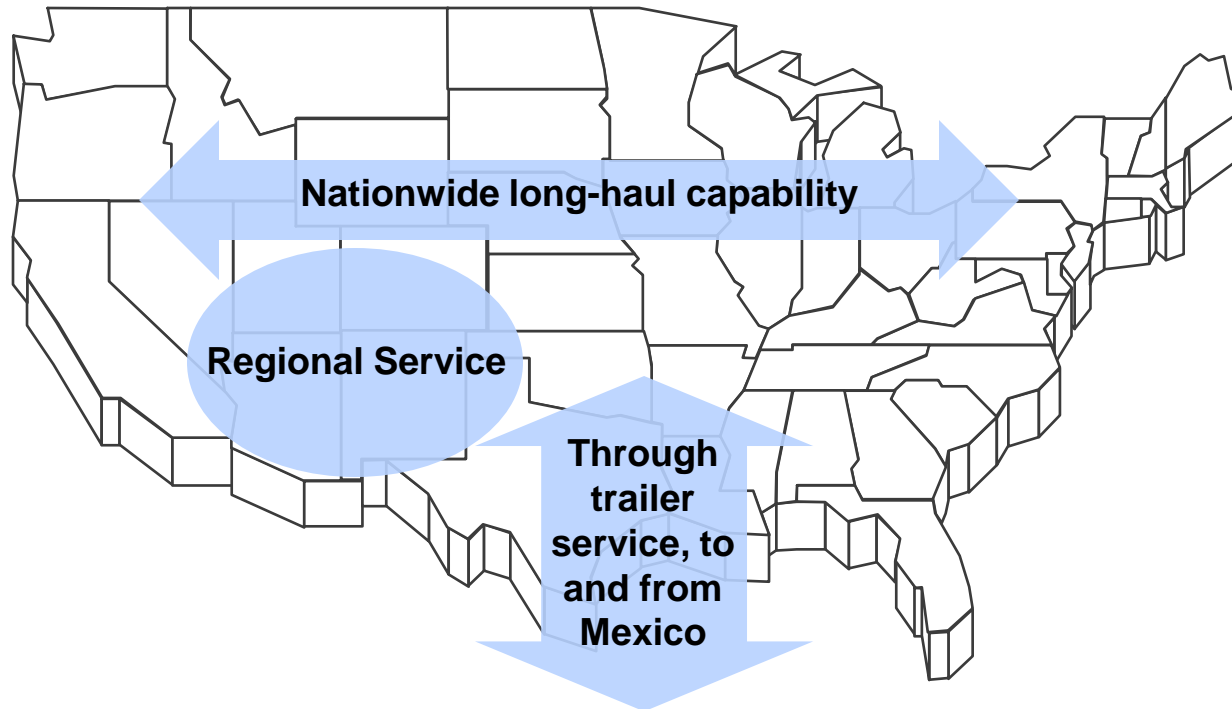 Nationwide long-haul capability
Regional Service
Through
trailer
service, to
and from
Mexico